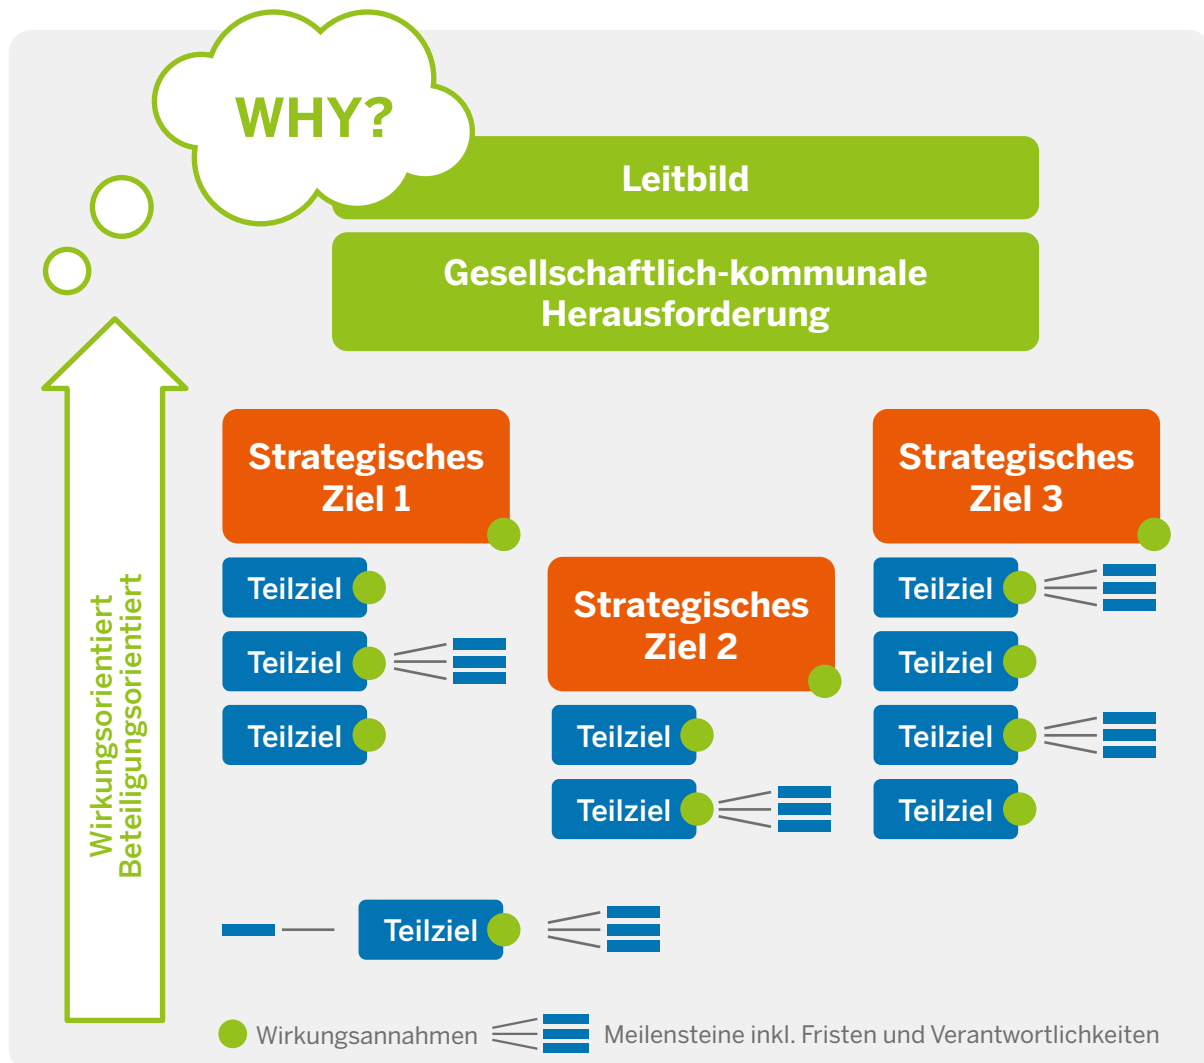 WHY?
Leitbild
Gesellschaftlich-kommunale
Herausforderung
Wirkungsorientiert
Beteiligungsorientiert
Strategisches
Ziel 1
Teilziel
Teilziel
Teilziel
Strategisches
Ziel 2
Teilziel
Teilziel
Strategisches
Ziel 3
Teilziel
Teilziel
Teilziel
Teilziel
Teilziel
Wirkungsannahmen
Meilensteine inkl. Fristen und Verantwortlichkeiten